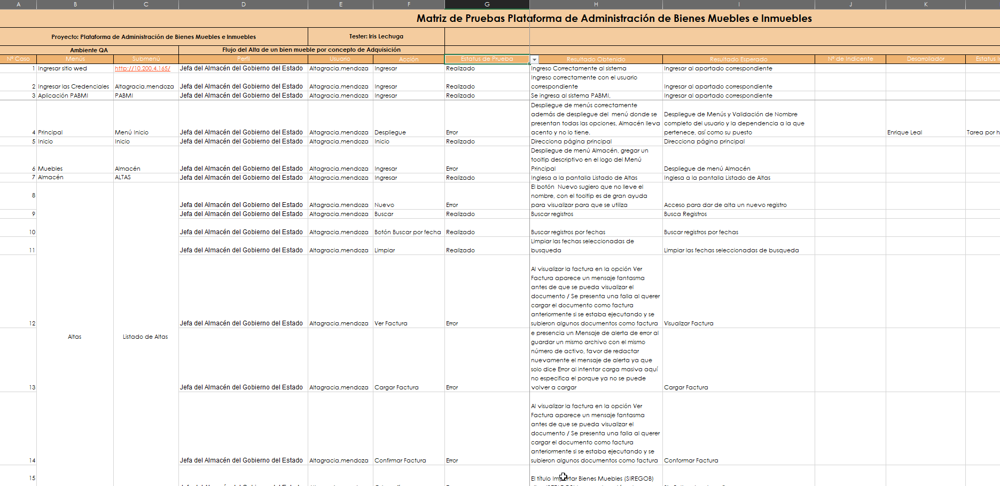 A B C D E F G H I J K
Matriz de Pruebas Plataforma de Administración de Bienes Muebles e Inmuebles
Proyecto: Plataforma de Administración de Bienes Muebles e Inmuebles Tester: Iris Lechuga
Ambiente QA Flujo del Alta de un bien mueble por concepto de Adquisición
Nº Caso Menús Submenú Perfil Usuario Acción Estatus de Prueba Resultado Obtenido Resultado Esperado Nº de Indicente Desarrollador Estatus
1 Ingresar sitio wed http://10.200.4.165/ Jefa del Almacén del Gobierno del Estado Altagracia.mendoza Ingresar Realizado Ingreso Correctamente al sistema Ingresar al apartado correspondiente
Ingreso correctamente con el usuario
2 Ingresar las Credenciales Altagracia.mendoza Jefa del Almacén del Gobierno del Estado Altagracia.mendoza Ingresar Realizado correspondiente Ingresar al apartado correspondiente
3 Aplicación PABMI PABMI Jefa del Almacén del Gobierno del Estado Altagracia.mendoza Ingresar Realizado Se ingresa al sistema PABMI, Ingresar al apartado correspondiente
Despliegue de menús correctamente
además de despliegue del menú donde se Despliegue de Menús y Validación de Nombre
presentan todas las opciones, Almacén lleva completo del usuario y la dependencia a la que
4 Principal Menú Inicio Jefa del Almacén del Gobierno del Estado Altagracia.mendoza Despliegue Error acento y no lo tiene. pertenece, así como su puesto Enrique Leal Tarea por h
5 Inicio Inicio Jefa del Almacén del Gobierno del Estado Altagracia.mendoza Inicio Realizado Direcciona página principal Direcciona página principal
Despliegue de menú Almacén, gregar un
tooltip descriptivo en el logo del Menú
6 Muebles Almacén Jefa del Almacén del Gobierno del Estado Altagracia.mendoza Ingresar Error Principal Despliegue de menú Almacén
7 Almacén ALTAS Jefa del Almacén del Gobierno del Estado Altagracia.mendoza Ingresar Realizado Inglesa a la pantalla Listado de Altas Inglesa a la pantalla Listado de Altas
El botón Nuevo sugiero que no lleve el
8 nombre, con el tooltip es de gran ayuda
Jefa del Almacén del Gobierno del Estado Altagracia.mendoza Nuevo Error para visualizar para que se utiliza Acceso para dar de alta un nuevo registro
9 Jefa del Almacén del Gobierno del Estado Altagracia.mendoza Buscar Realizado Buscar registros Busca Registros
10 Jefa del Almacén del Gobierno del Estado Altagracia.mendoza Botón Buscar por fecha Realizado Buscar registros por fechas Buscar registros por fechas
Limpiar las fechas seleccionadas de
11 Jefa del Almacén del Gobierno del Estado Altagracia.mendoza Limpiar Realizado busqueda Limpiar las fechas seleccionadas de busqueda
Al visualizar la factura en la opción Ver
Factura aparece un mensaje fantasma
antes de que se pueda visualizar el
documento / Se presenta una falla al querer
cargar el documento como factura
anteriormente si se estaba ejecutando y se
12 Jefa del Almacén del Gobierno del Estado Altagracia.mendoza Ver Factura Error subieron algunos documentos como factura Visualizar Factura
e presencia un Mensaje de alerta de error al
Altas Listado de Altas
guardar un mismo archivo con el mismo
número de activo, favor de redactar
nuevamente el mensaje de alerta ya que
solo dice Error al intentar carga masiva aquí
no especifica el porque ya no se puede
13 Jefa del Almacén del Gobierno del Estado Altagracia.mendoza Cargar Factura Error volver a cargar Cargar Factura
Al visualizar la factura en la opción Ver
Factura aparece un mensaje fantasma
antes de que se pueda visualizar el
documento / Se presenta una falla al querer
cargar el documento como factura
anteriormente si se estaba ejecutando y se
14 Jefa del Almacén del Gobierno del Estado Altagracia.mendoza Confirmar Factura Error subieron algunos documentos como factura Conformar Factura
15 El título Importar Bienes Muebles (SIREGOB)